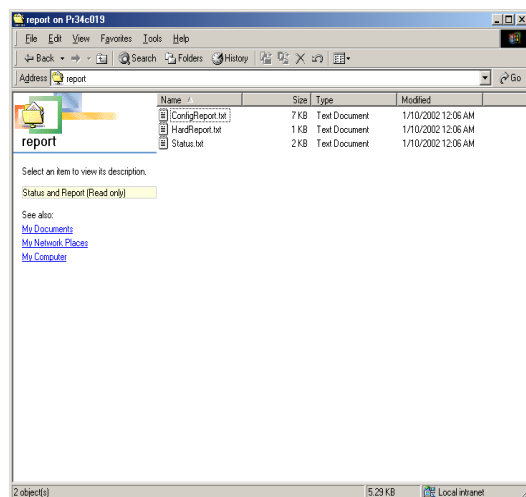 report on Pr34c019
File Edit View Favorites Tools Help
Back Search Folders History
Address report Go
Name Size Type Modified
ConfigReport.txt 7 KB Text Document 1/10/2002 12:06 AM
HardReport.txt 1 KB Text Document 1/10/2002 12:06 AM
Status.txt 2 KB Text Document 1/10/2002 12:06 AM
report
Select an item to view its description.
Status and Report (Read only)
See also:
My Documents
My Network Places
My Computer
2 object(s) 5.29 KB Local intranet